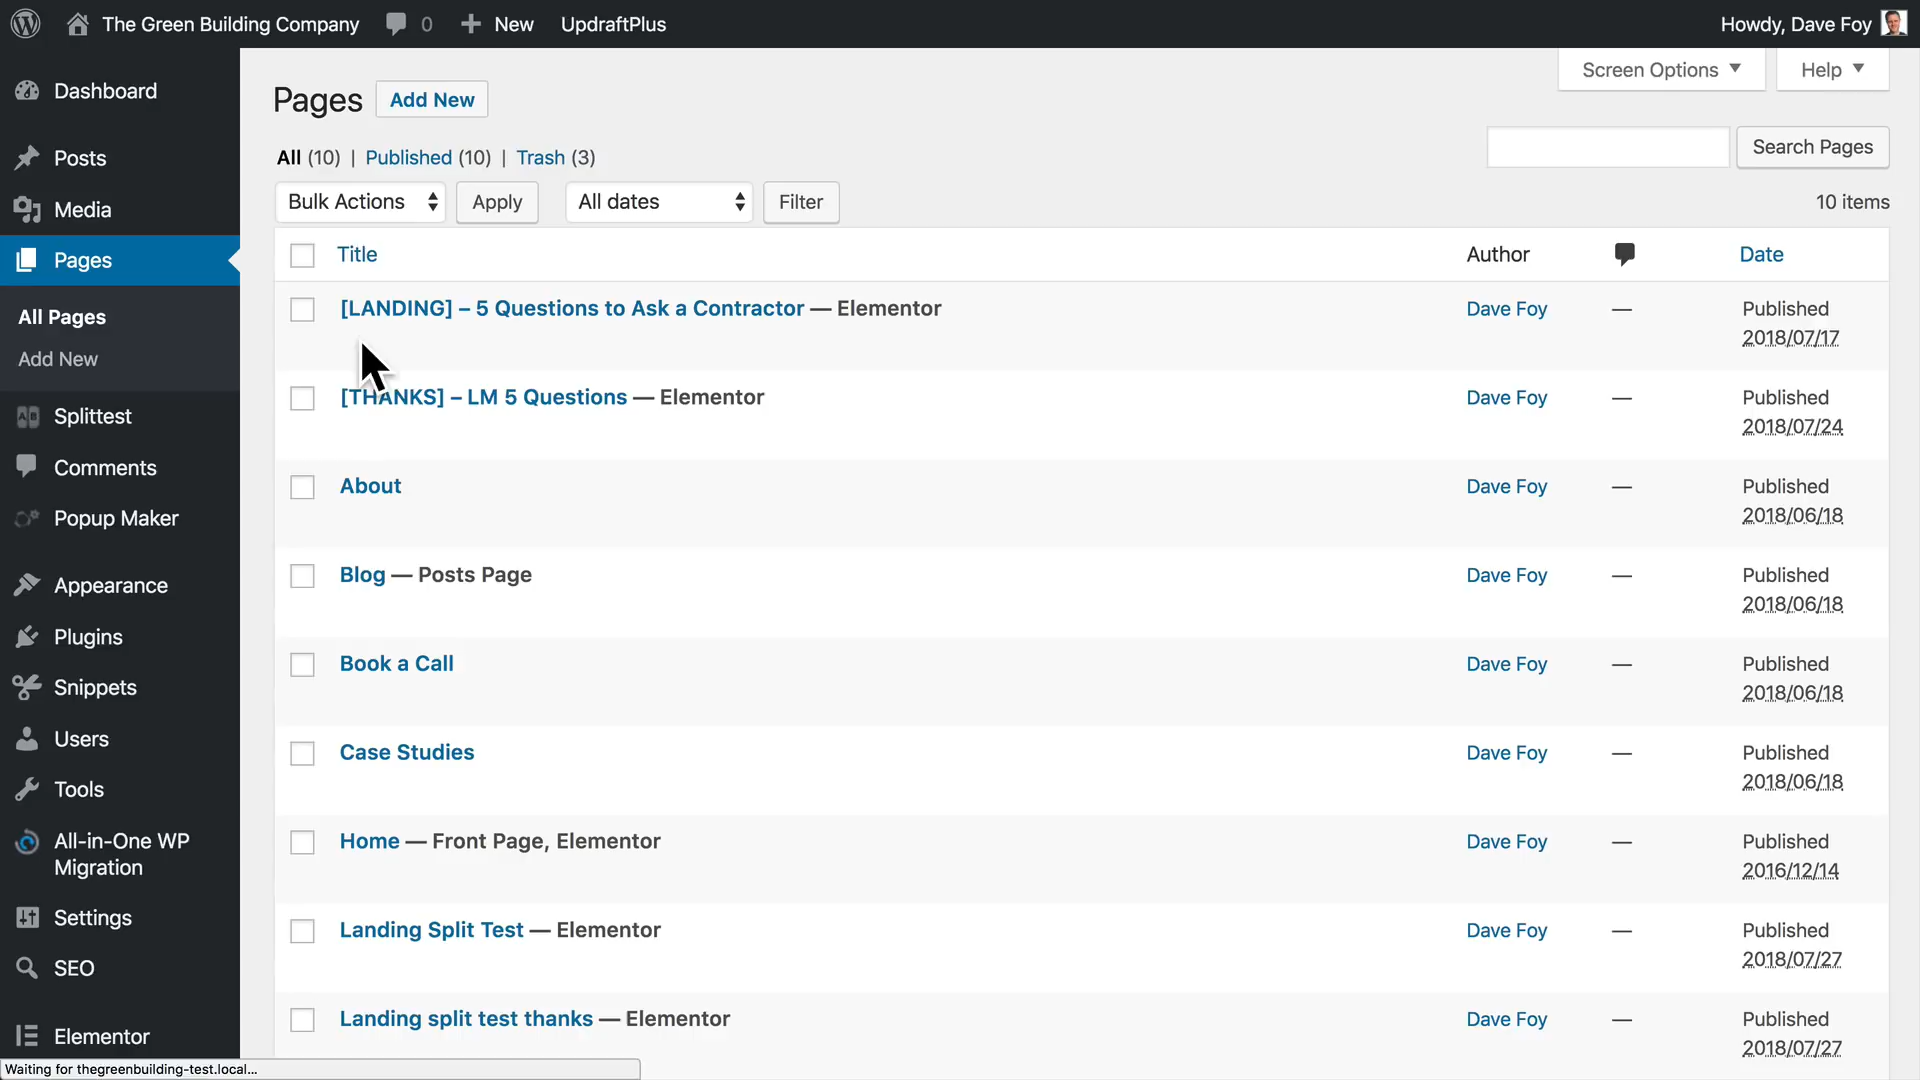 The Green Building Company 0 New UpdraftPlus Howdy, Dave Foy
Screen Options Help
Dashboard
Posts
Media
Pages
All Pages
Add New
Splittest
Comments
Popup Maker
Appearance
Plugins
Snippets
Users
Tools
All-in-One WP
Migration
Settings
SEO
Elementor
Pages Add New
All (10) | Published (10) | Trash (3)
Search Pages
Bulk Actions Apply All dates Filter 10 items
Title Author Date
[LANDING] – 5 Questions to Ask a Contractor — Elementor Dave Foy — Published
2018/07/17
[THANKS] – LM 5 Questions — Elementor Dave Foy — Published
2018/07/24
About Dave Foy — Published
2018/06/18
Blog — Posts Page Dave Foy — Published
2018/06/18
Book a Call Dave Foy — Published
2018/06/18
Case Studies Dave Foy — Published
2018/06/18
Home — Front Page, Elementor Dave Foy — Published
2016/12/14
Landing Split Test — Elementor Dave Foy — Published
2018/07/27
Landing split test thanks — Elementor Dave Foy — Published
2018/07/27
Waiting for thegreenbuilding-test.local...